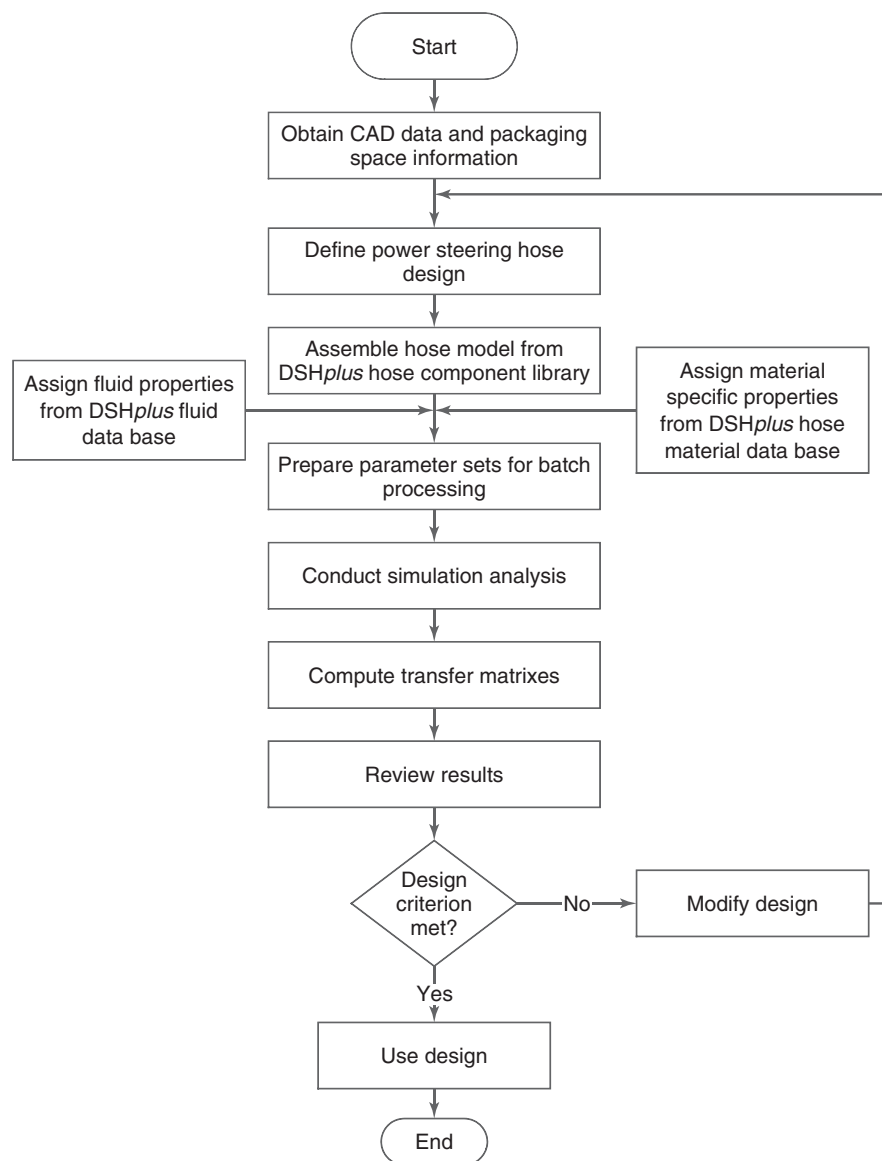 Start
Obtain CAD data and packaging
space information
Define power steering hose
design
Assemble hose model from
DSHplus hose component library
Assign fluid properties
from DSHplus fluid
data base
Assign material
specific properties
from DSHplus hose
material data base
Prepare parameter sets for batch
processing
Conduct simulation analysis
Compute transfer matrixes
Review results
Design
criterion
met?
No
Modify design
Yes
Use design
End